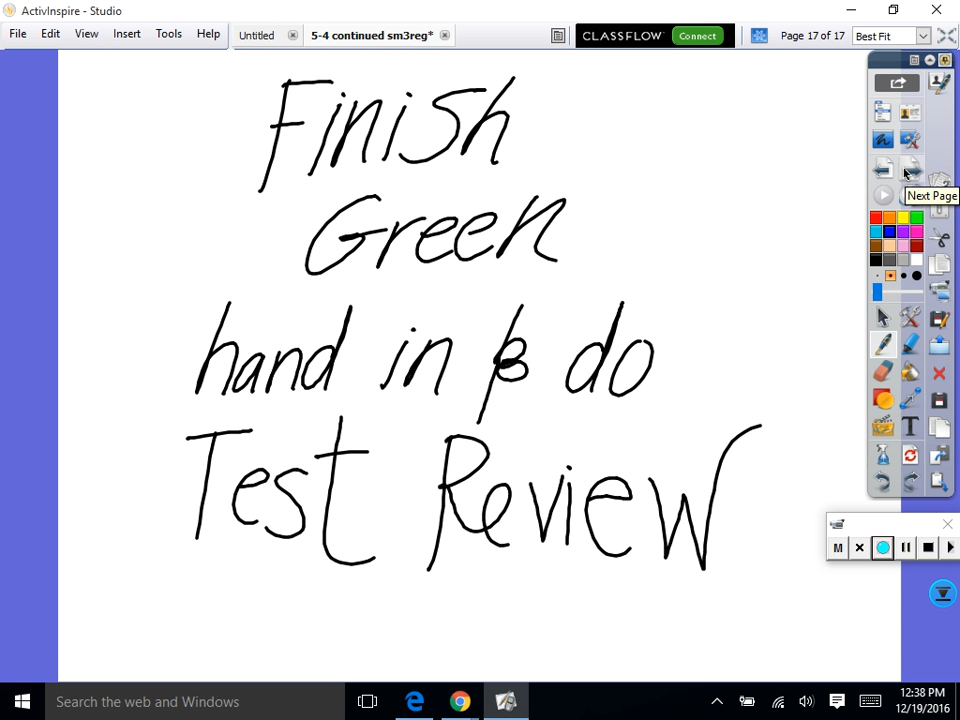 ActivInspire - Studio
File Edit View Insert Tools Help Untitled 5-4 continued sm3reg* CLASSFLOW Connect Page 17 of 17 Best Fit
Finish
Next Page
Green
hand in & do
Test Review
M
Search the web and Windows
12:38 PM
12/19/2016